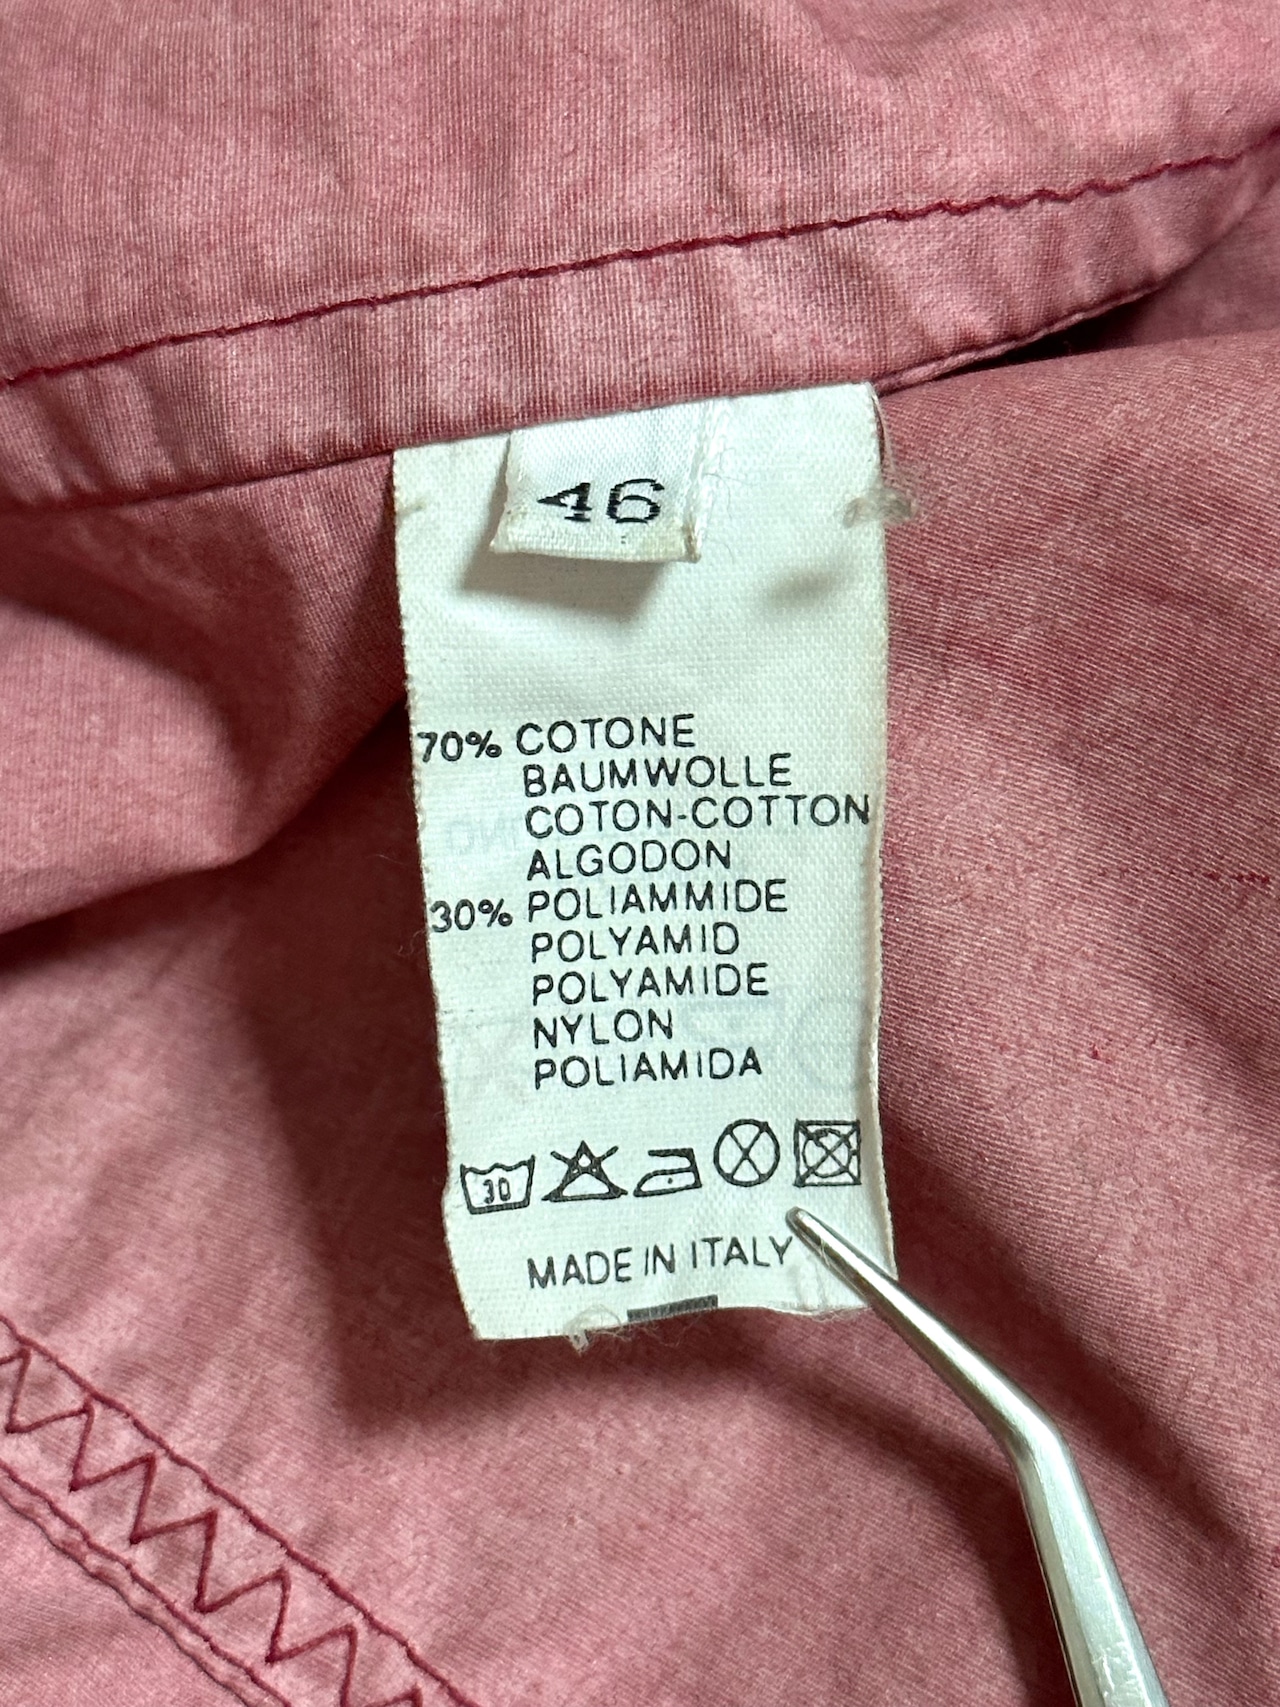 46
70% COTONE
BAUMWOLLE
COTON-COTTON
ALGODON
30% POLIAMMIDE
POLYAMID
POLYAMIDE
NYLON
POLIAMIDA
30
MADE IN ITALY